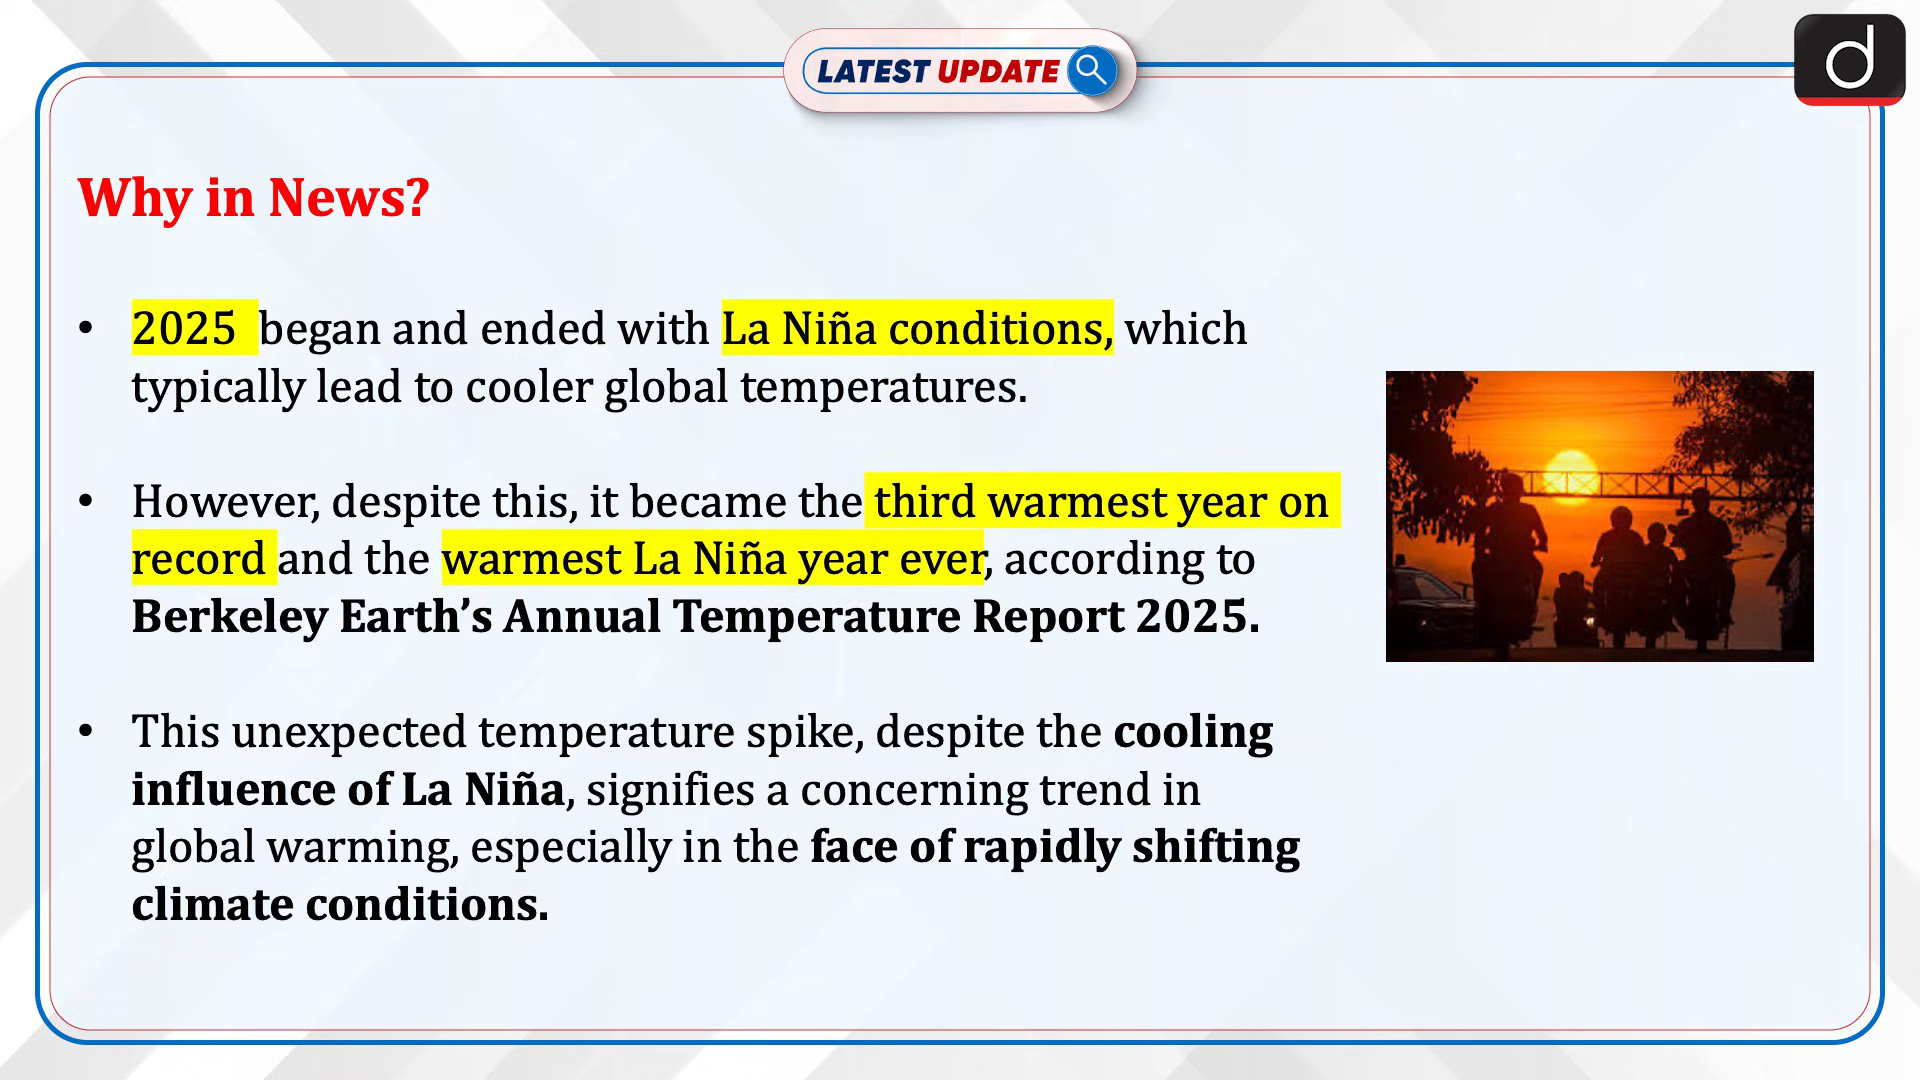 LATEST UPDATE
d
Why in News?
• 2025 began and ended with La Niña conditions, which
typically lead to cooler global temperatures.
• However, despite this, it became the third warmest year on
record and the warmest La Niña year ever, according to
Berkeley Earth’s Annual Temperature Report 2025.
• This unexpected temperature spike, despite the cooling
influence of La Niña, signifies a concerning trend in
global warming, especially in the face of rapidly shifting
climate conditions.